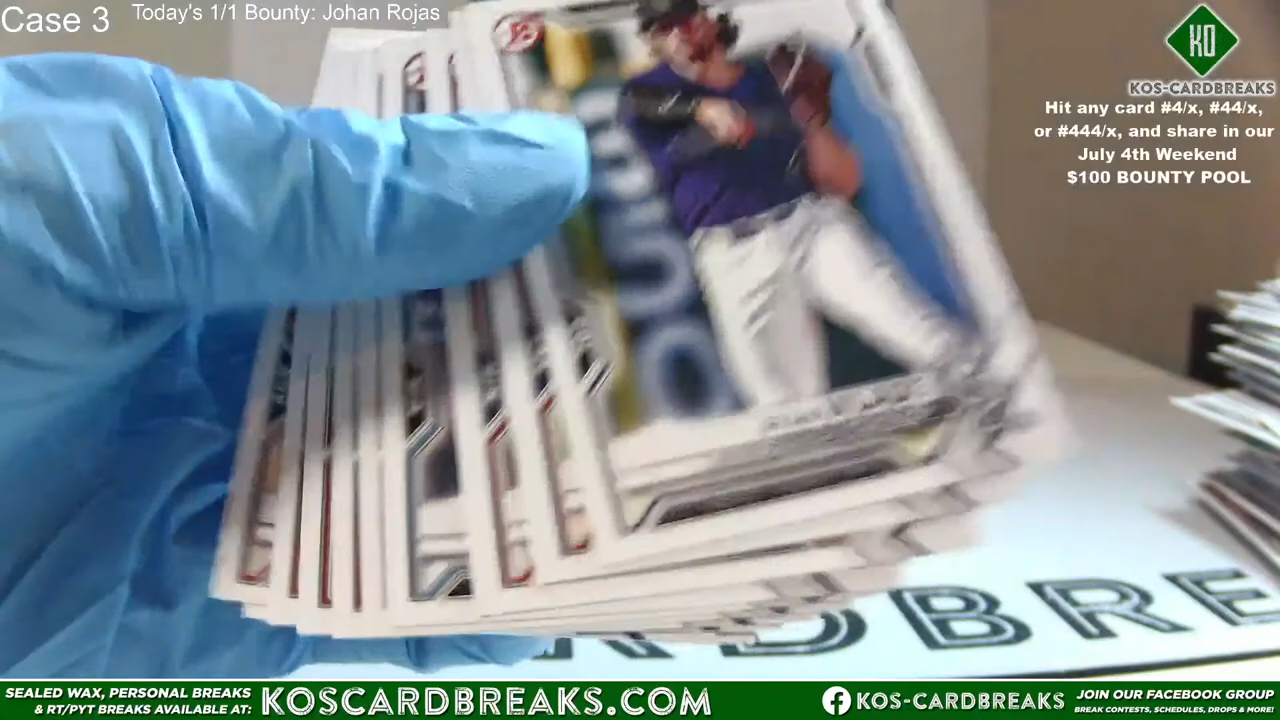 Case 3
Today's 1/1 Bounty: Johan Rojas
KO
KOS-CARDBREAKS
Hit any card #4/x, #44/x,
or #444/x, and share in our
July 4th Weekend
$100 BOUNTY POOL
DBRE
SEALED WAX, PERSONAL BREAKS
& RT/PYT BREAKS AVAILABLE AT:
KOSCARDBREAKS.COM
KOS-CARDBREAKS
JOIN OUR FACEBOOK GROUP
BREAK CONTESTS, SCHEDULES, DROPS & MORE!